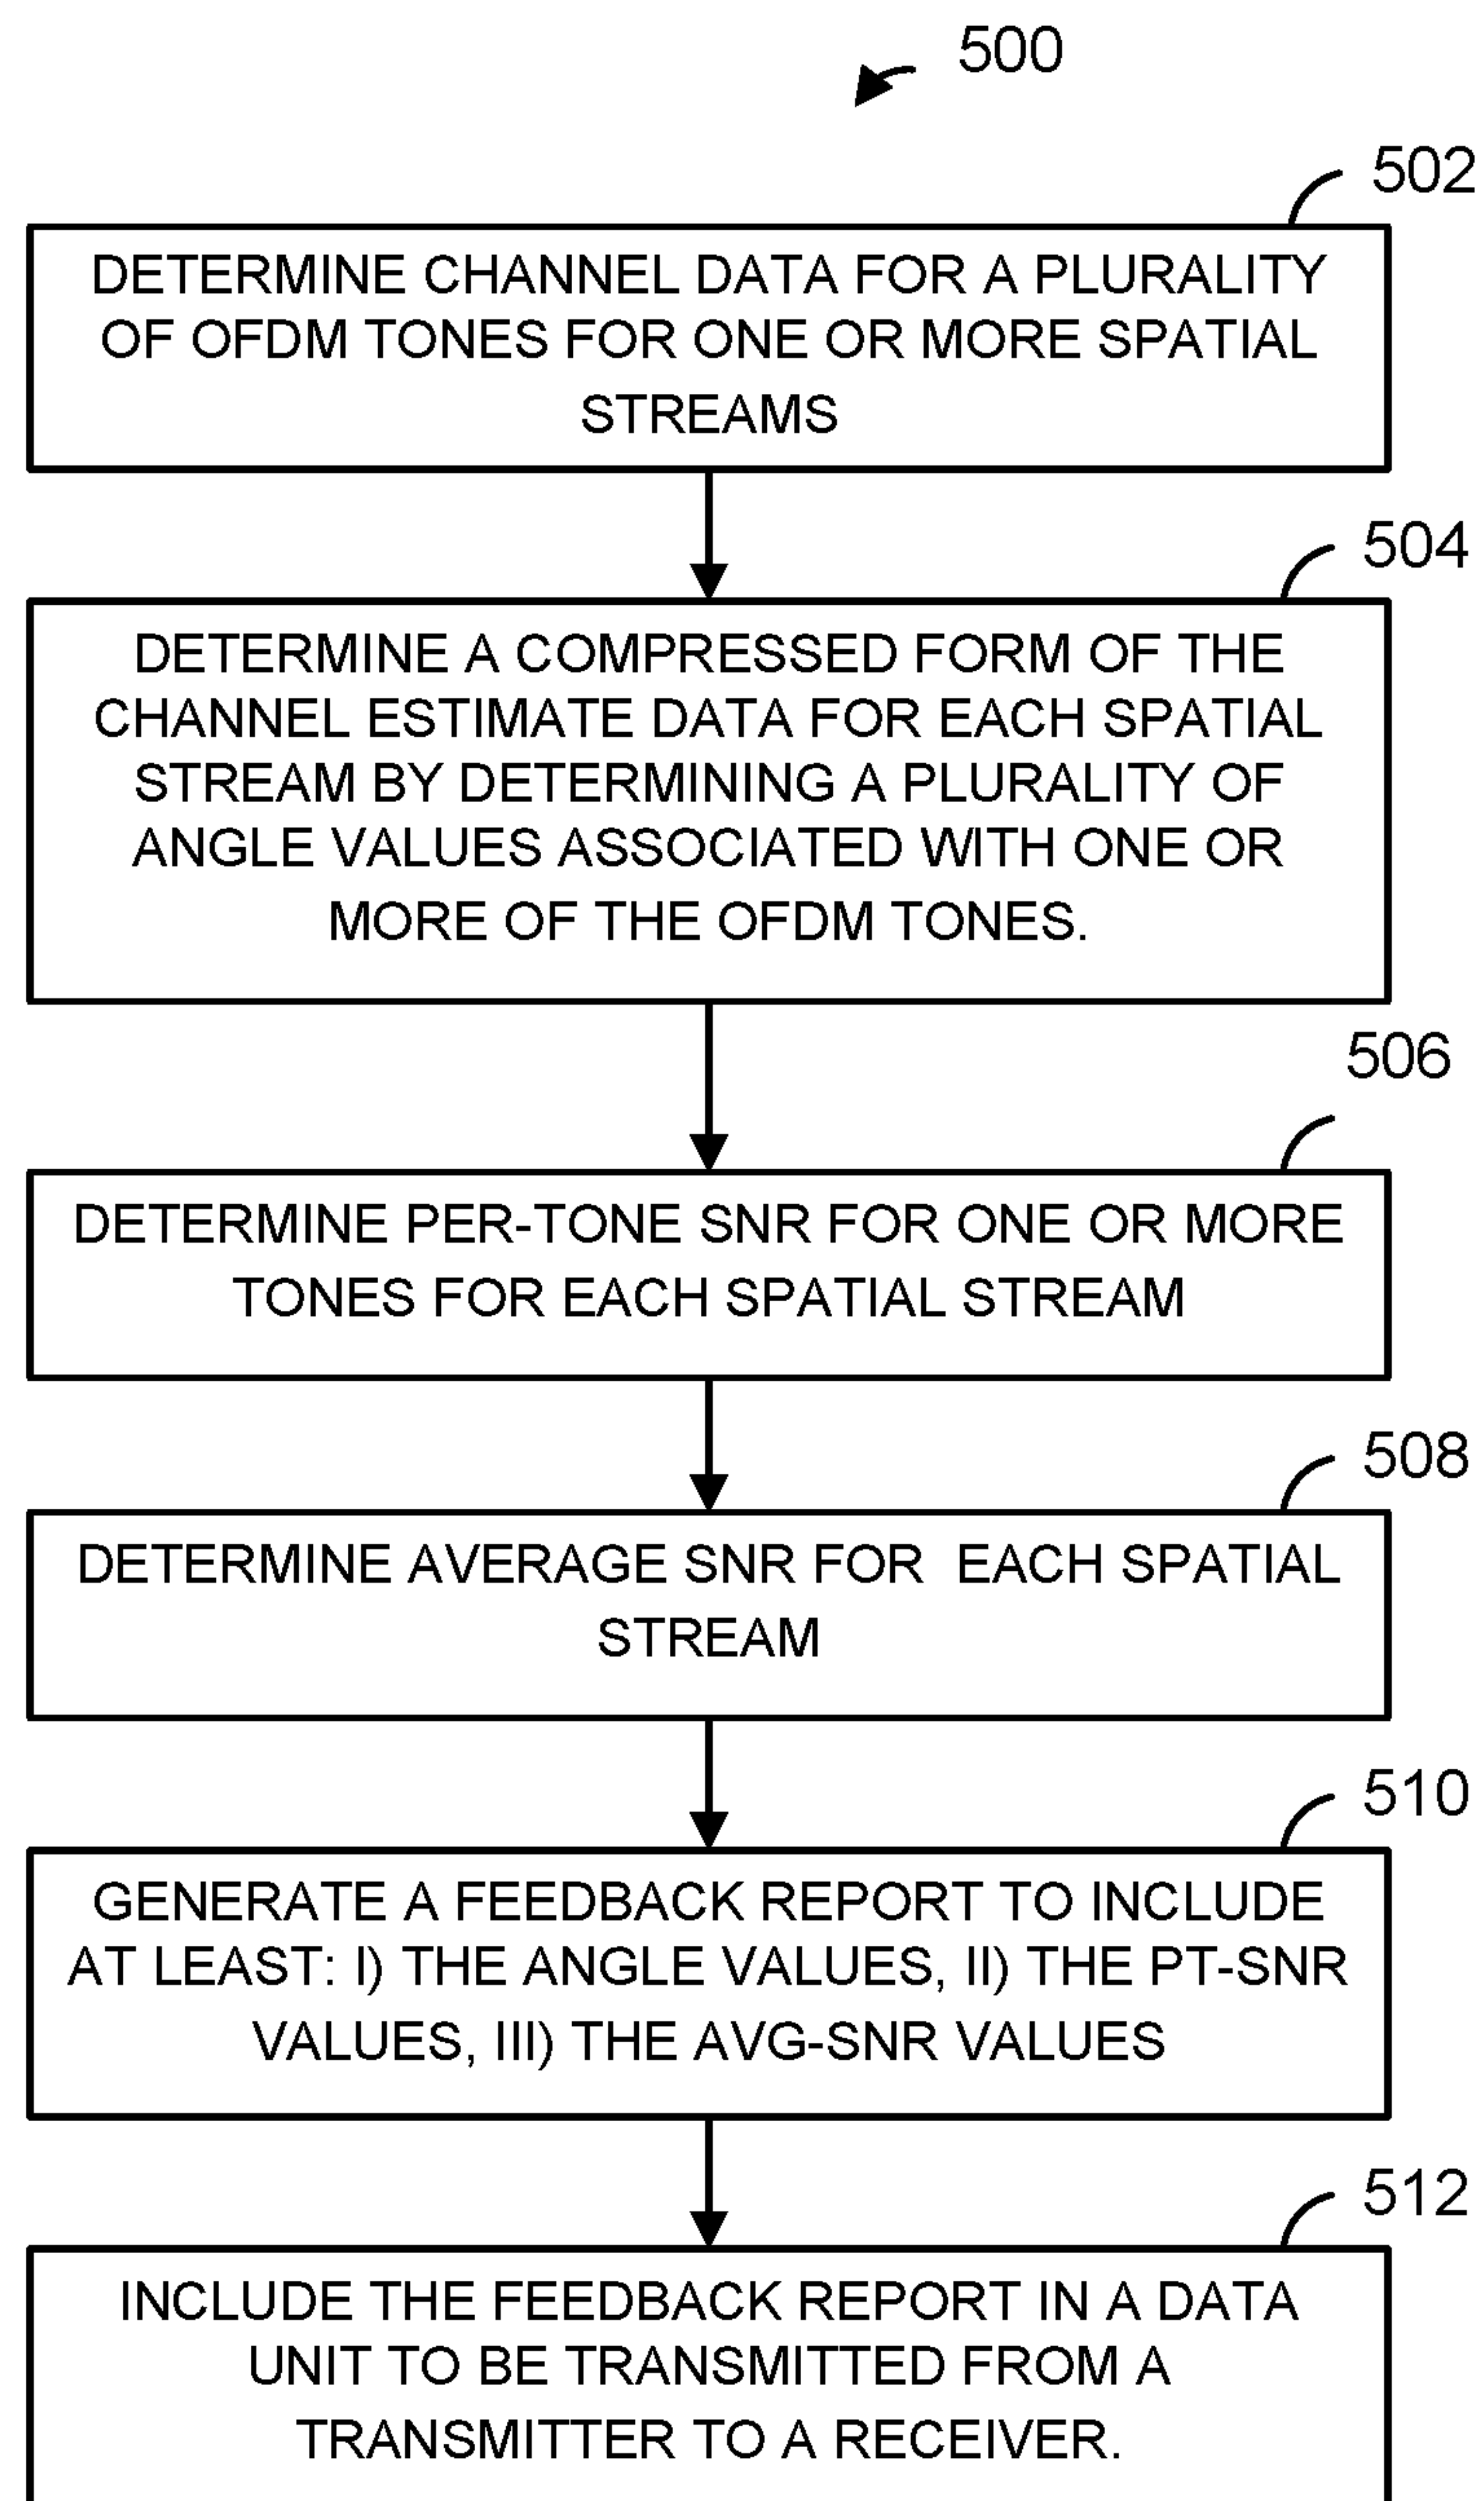 500
502
DETERMINE CHANNEL DATA FOR A PLURALITY
OF OFDM TONES FOR ONE OR MORE SPATIAL
STREAMS
504
DETERMINE A COMPRESSED FORM OF THE
CHANNEL ESTIMATE DATA FOR EACH SPATIAL
STREAM BY DETERMINING A PLURALITY OF
ANGLE VALUES ASSOCIATED WITH ONE OR
MORE OF THE OFDM TONES.
506
DETERMINE PER-TONE SNR FOR ONE OR MORE
TONES FOR EACH SPATIAL STREAM
508
DETERMINE AVERAGE SNR FOR EACH SPATIAL
STREAM
510
GENERATE A FEEDBACK REPORT TO INCLUDE
AT LEAST: I) THE ANGLE VALUES, II) THE PT-SNR
VALUES, III) THE AVG-SNR VALUES
512
INCLUDE THE FEEDBACK REPORT IN A DATA
UNIT TO BE TRANSMITTED FROM A
TRANSMITTER TO A RECEIVER.